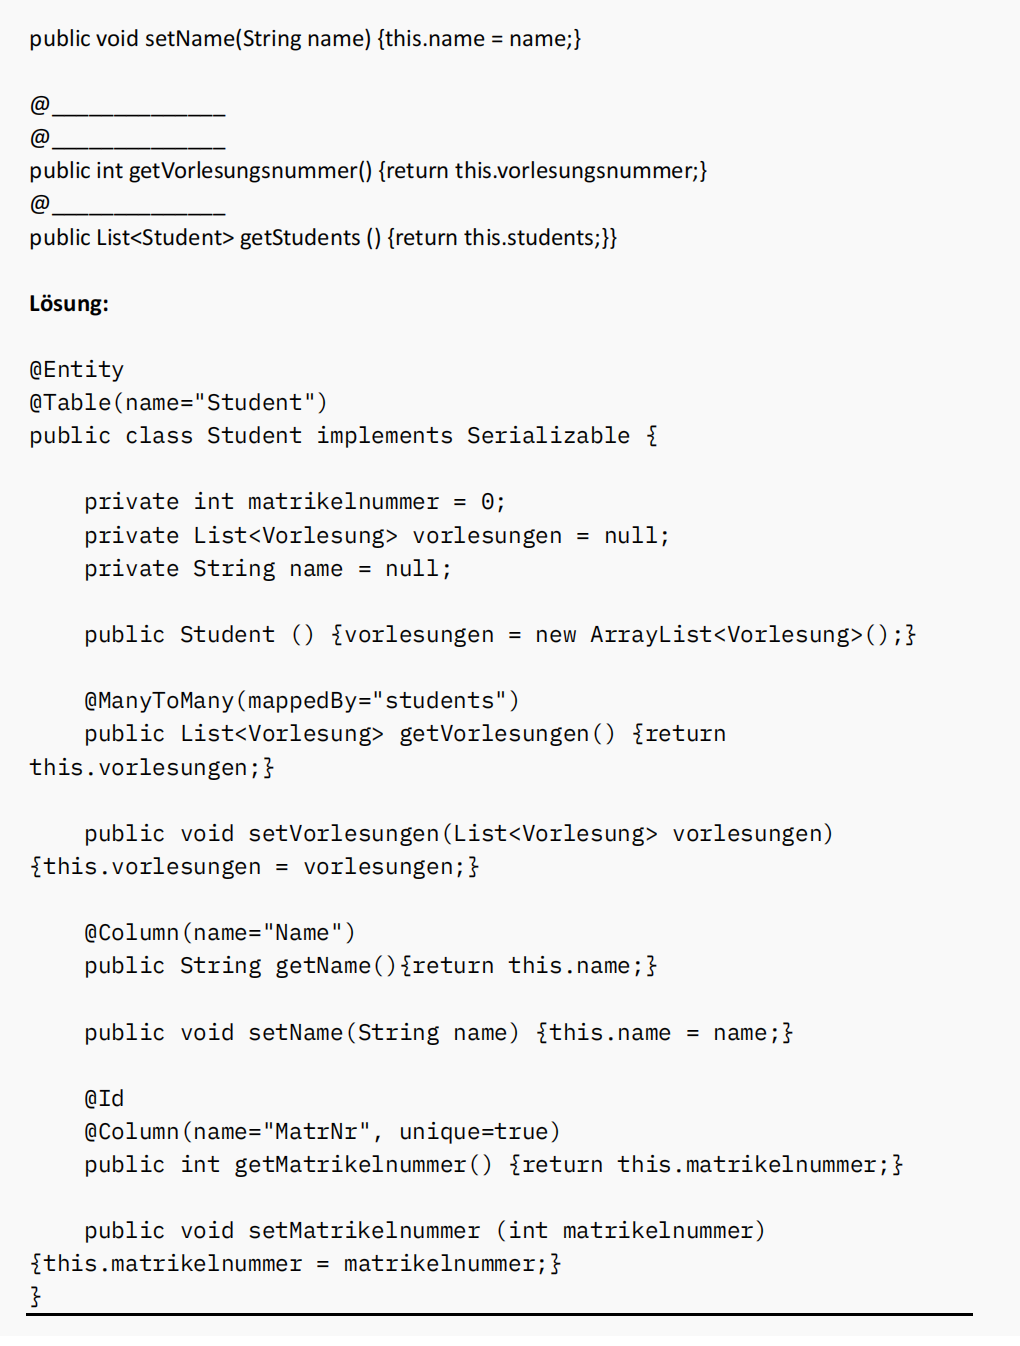 public void setName(String name) {this.name = name;}
@______________
@______________
public int getVorlesungsnummer() {return this.vorlesungsnummer;}
@______________
public List<Student> getStudents () {return this.students;}}
Lösung:
@Entity
@Table(name="Student")
public class Student implements Serializable {
private int matrikelnummer = 0;
private List<Vorlesung> vorlesungen = null;
private String name = null;
public Student () {vorlesungen = new ArrayList<Vorlesung>();}
@ManyToMany(mappedBy="students")
public List<Vorlesung> getVorlesungen() {return
this.vorlesungen;}
public void setVorlesungen(List<Vorlesung> vorlesungen)
{this.vorlesungen = vorlesungen;}
@Column(name="Name")
public String getName(){return this.name;}
public void setName(String name) {this.name = name;}
@Id
@Column(name="MatrNr", unique=true)
public int getMatrikelnummer() {return this.matrikelnummer;}
public void setMatrikelnummer (int matrikelnummer)
{this.matrikelnummer = matrikelnummer;}
}